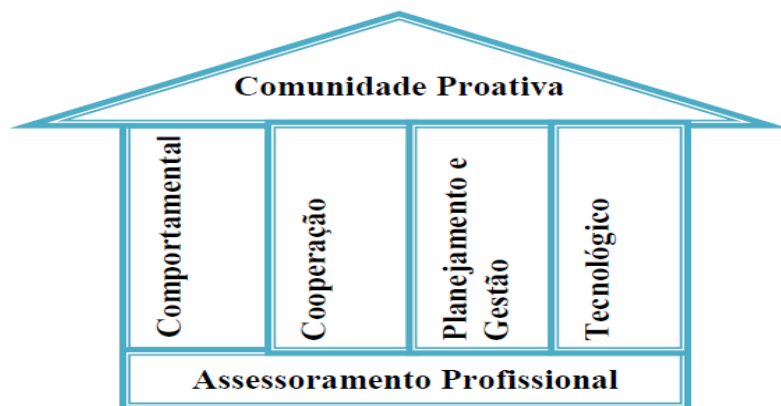 Comunidade Proativa
Comportamental
Cooperação
Planejamento e
Gestão
Tecnológico
Assessoramento Profissional